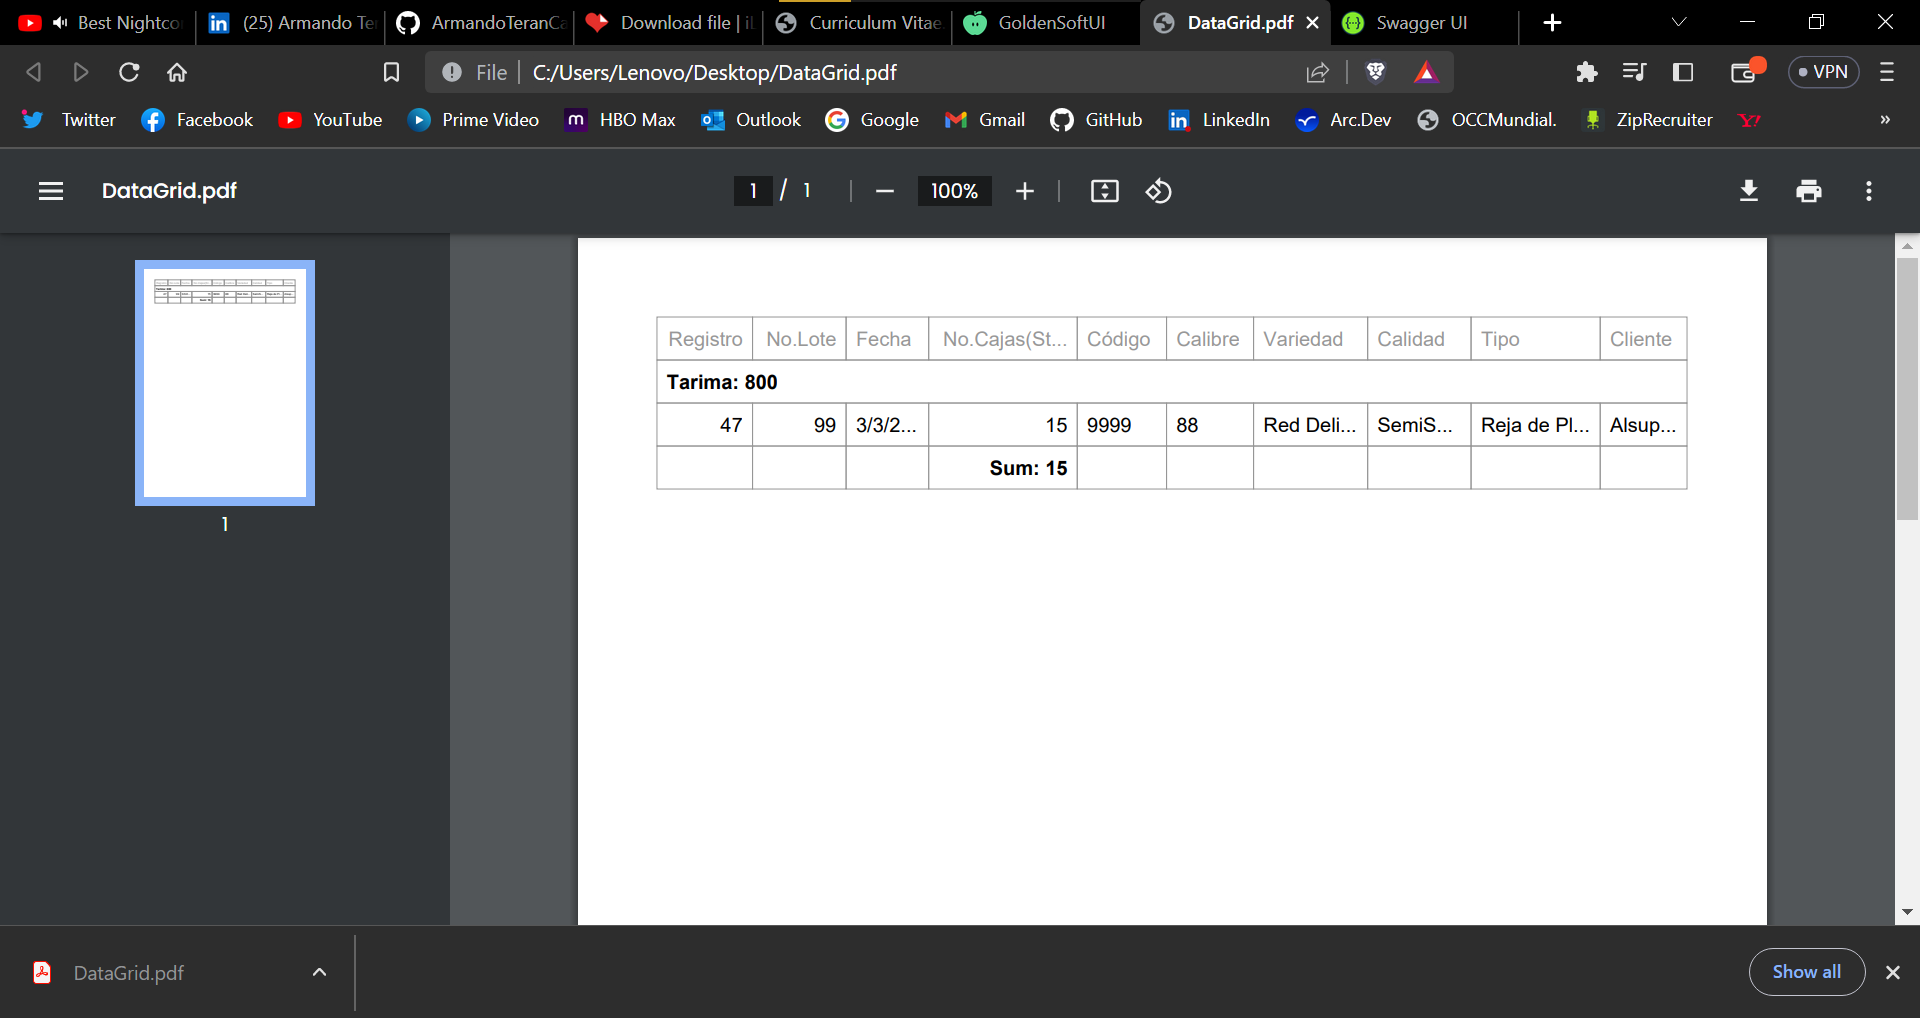 Best Nightco
(25) Armando Te
ArmandoTeranCa
Download file | il
Curriculum Vitae
GoldenSoftUI
DataGrid.pdf
Swagger UI
File
C:/Users/Lenovo/Desktop/DataGrid.pdf
VPN
Twitter
Facebook
YouTube
Prime Video
HBO Max
Outlook
Google
Gmail
GitHub
LinkedIn
Arc.Dev
OCCMundial.
ZipRecruiter
»
DataGrid.pdf
1 / 1
100%
Registro No.Lote Fecha No.Cajas(St... Código Calibre Variedad Calidad Tipo Cliente
Tarima: 800
47 99 3/3/2... 15 9999 88 Red Deli... SemiS... Reja de Pl... Alsup...
Sum: 15
1
DataGrid.pdf
Show all